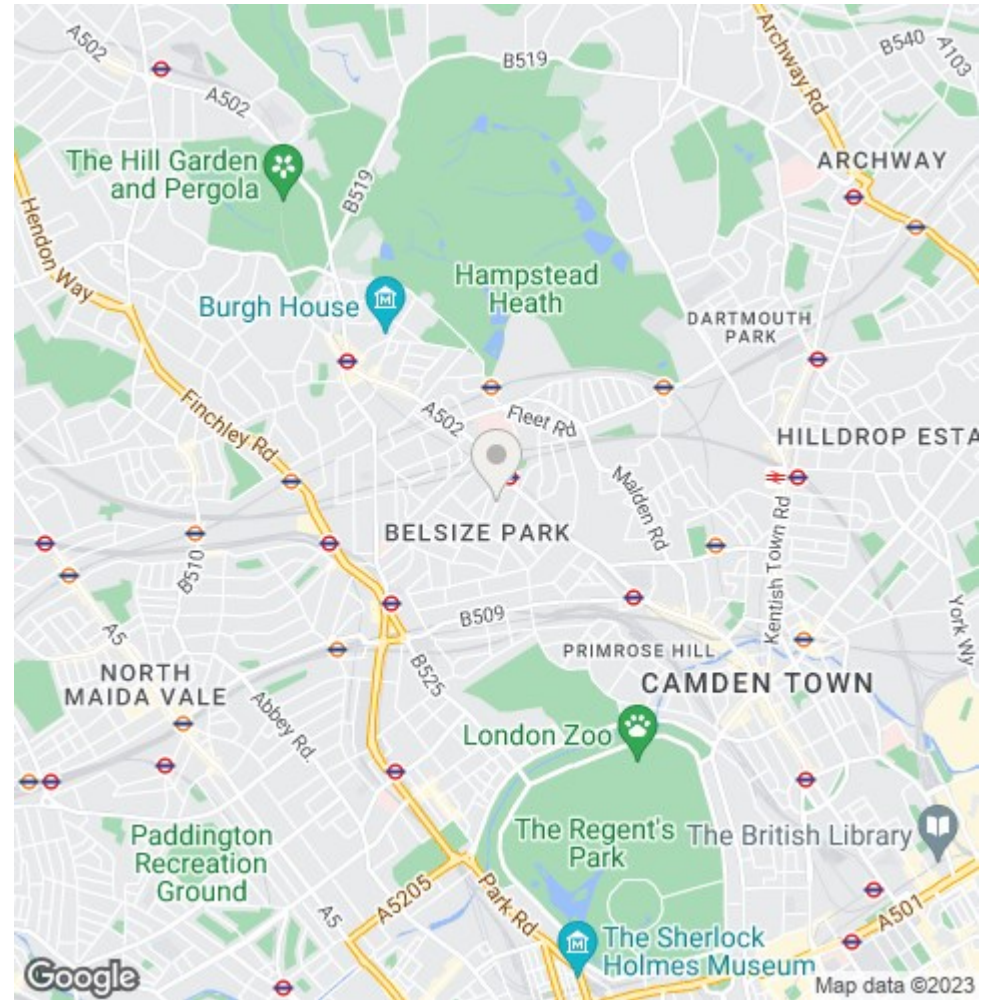 A502
B519
B540
A103
Archway Rd
A502
The Hill Garden
and Pergola
ARCHWAY
B519
Hendon Way
Hampstead
Heath
Burgh House
DARTMOUTH
PARK
Finchley Rd
A502
Fleet Rd
HILLDROP ESTA
Malden Rd
BELSIZE PARK
Kentish Town Rd
B510
York Wy
B509
A5
PRIMROSE HILL
NORTH
MAIDA VALE
B525
CAMDEN TOWN
Abbey Rd.
London Zoo
Paddington
Recreation
Ground
The Regent's
Park
The British Library
A5205
Park Rd
A5
A501
The Sherlock
Holmes Museum
Google
Map data ©2023